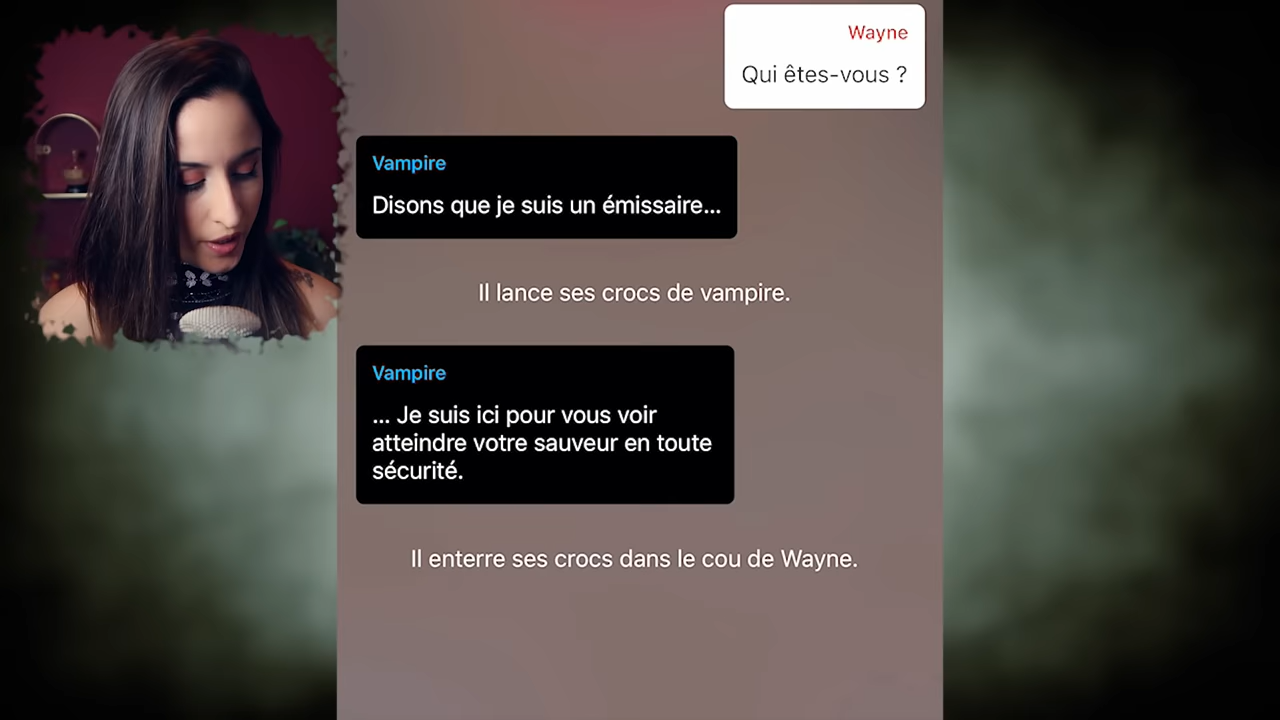 Wayne
Qui êtes-vous ?
Vampire
Disons que je suis un émissaire...
Il lance ses crocs de vampire.
Vampire
... Je suis ici pour vous voir
atteindre votre sauveur en toute
sécurité.
Il enterre ses crocs dans le cou de Wayne.